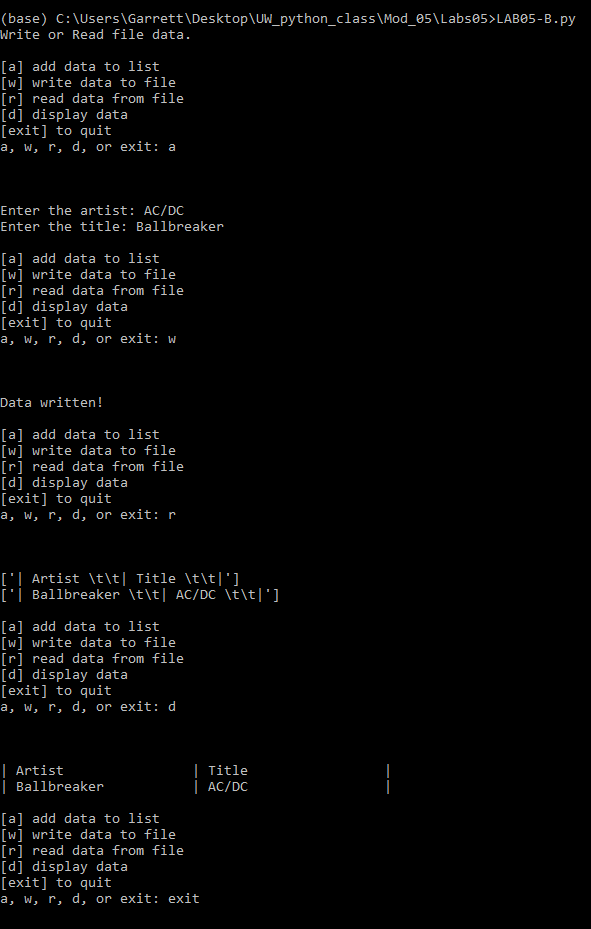 (base) C:\Users\Garrett\Desktop\UW_python_class\Mod_05\Labs05>LAB05-B.py
Write or Read file data.
[a] add data to list
[w] write data to file
[r] read data from file
[d] display data
[exit] to quit
a, w, r, d, or exit: a
Enter the artist: AC/DC
Enter the title: Ballbreaker
[a] add data to list
[w] write data to file
[r] read data from file
[d] display data
[exit] to quit
a, w, r, d, or exit: w
Data written!
[a] add data to list
[w] write data to file
[r] read data from file
[d] display data
[exit] to quit
a, w, r, d, or exit: r
['| Artist \t\t| Title \t\t|']
['| Ballbreaker \t\t| AC/DC \t\t|']
[a] add data to list
[w] write data to file
[r] read data from file
[d] display data
[exit] to quit
a, w, r, d, or exit: d
| Artist                | Title                 |
| Ballbreaker           | AC/DC                 |
[a] add data to list
[w] write data to file
[r] read data from file
[d] display data
[exit] to quit
a, w, r, d, or exit: exit